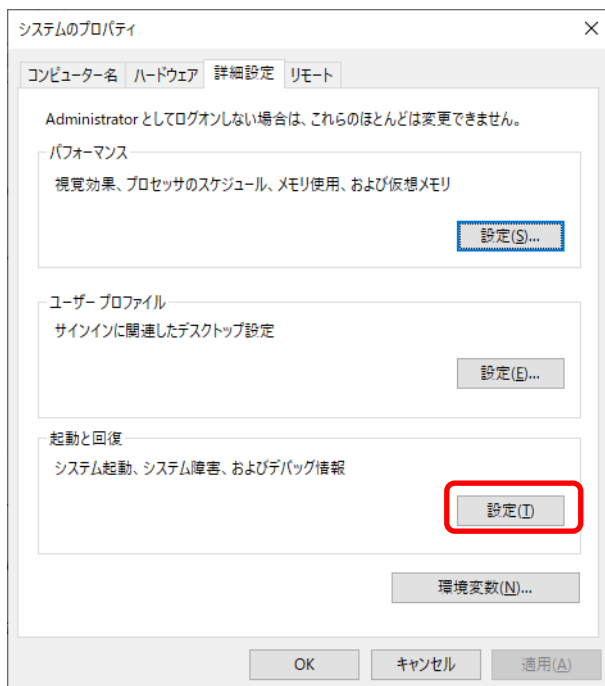 システムのプロパティ
コンピューター名 ハードウェア 詳細設定 リモート
Administrator としてログオンしない場合は、これらのほとんどは変更できません。
パフォーマンス
視覚効果、プロセッサのスケジュール、メモリ使用、および仮想メモリ
設定(S)...
ユーザー プロファイル
サインインに関連したデスクトップ設定
設定(E)...
起動と回復
システム起動、システム障害、およびデバッグ情報
設定(T)
環境変数(N)...
OK キャンセル 適用(A)